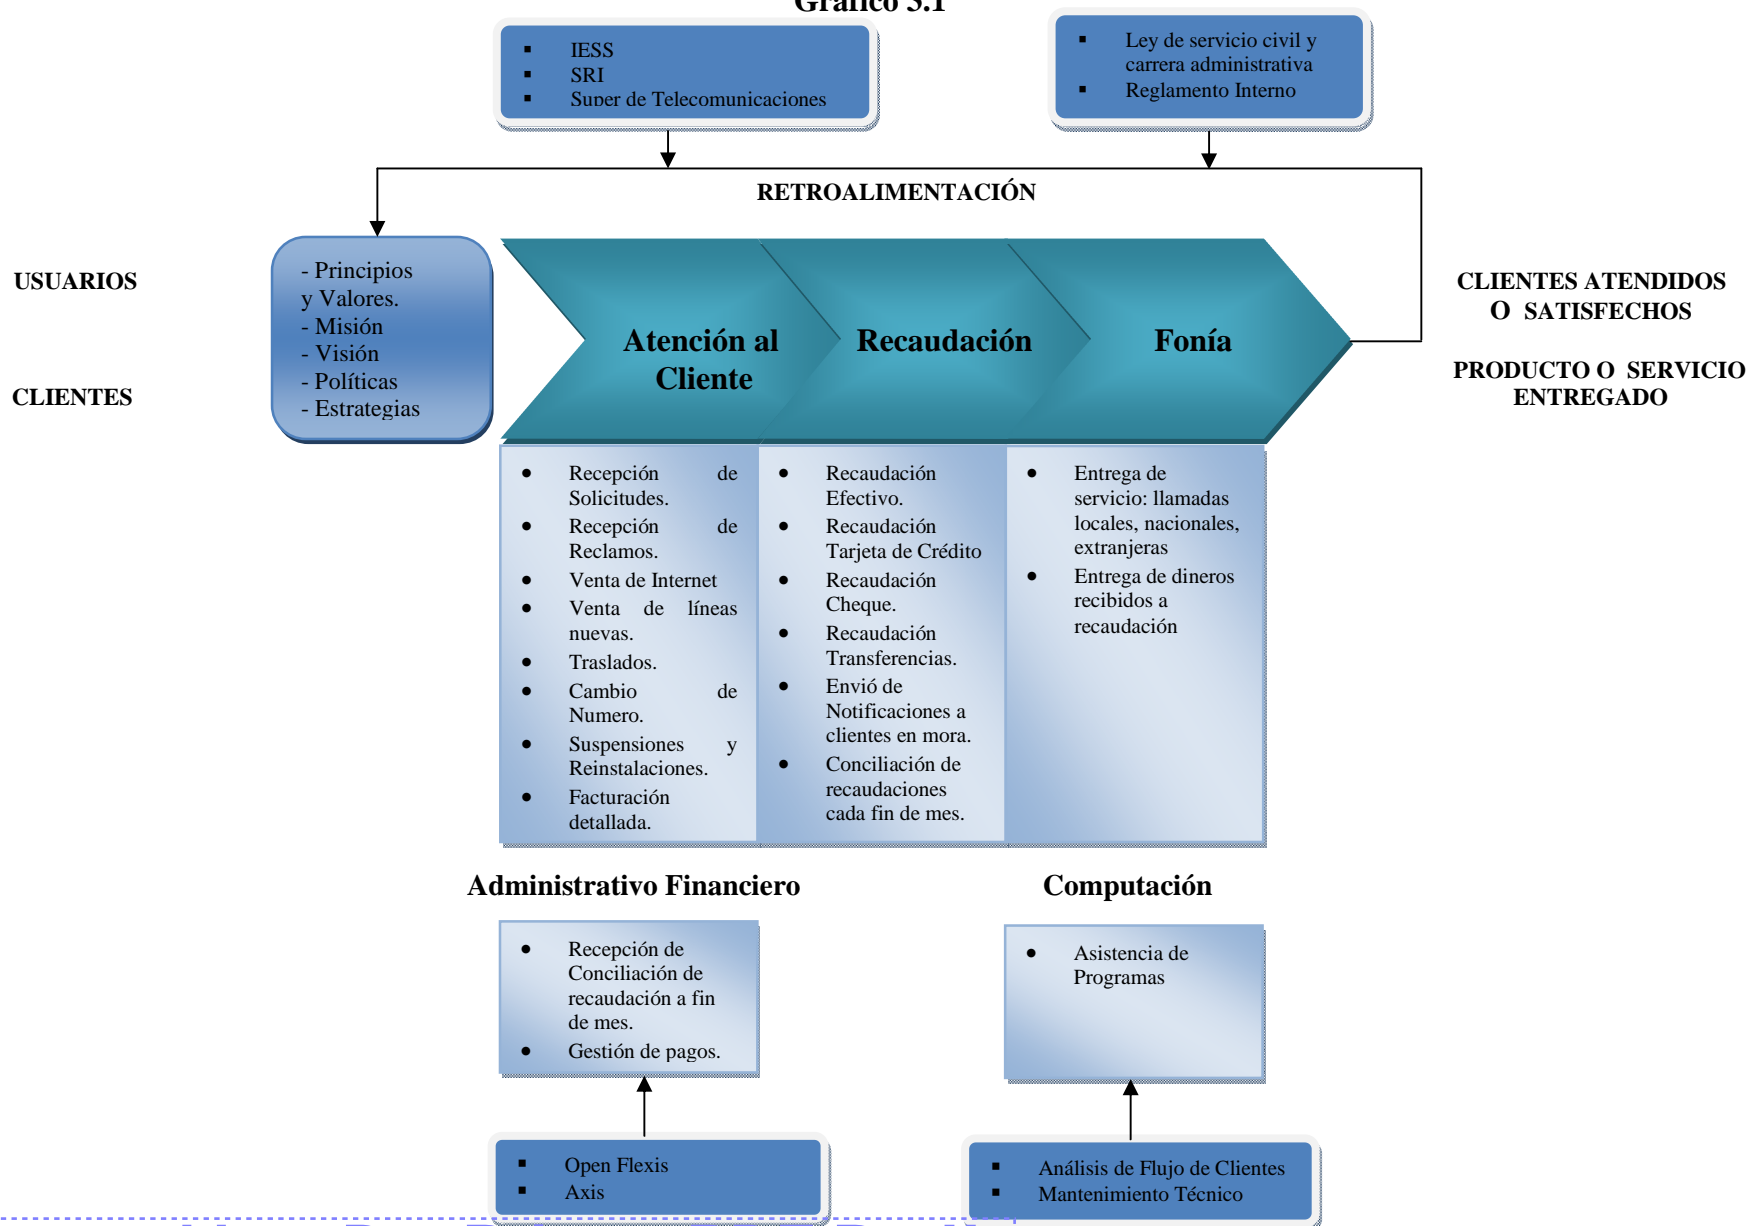 Gráfico 3.1
▪ IESS
▪ SRI
▪ Super de Telecomunicaciones
▪ Ley de servicio civil y
carrera administrativa
▪ Reglamento Interno
RETROALIMENTACIÓN
USUARIOS
CLIENTES
- Principios
y Valores.
- Misión
- Visión
- Políticas
- Estrategias
Atención al
Cliente
Recaudación
Fonía
CLIENTES ATENDIDOS
O SATISFECHOS
PRODUCTO O SERVICIO
ENTREGADO
● Recepción de
Solicitudes.
● Recepción de
Reclamos.
● Venta de Internet
● Venta de líneas
nuevas.
● Traslados.
● Cambio de
Numero.
● Suspensiones y
Reinstalaciones.
● Facturación
detallada.
● Recaudación
Efectivo.
● Recaudación
Tarjeta de Crédito
● Recaudación
Cheque.
● Recaudación
Transferencias.
● Envió de
Notificaciones a
clientes en mora.
● Conciliación de
recaudaciones
cada fin de mes.
● Entrega de
servicio: llamadas
locales, nacionales,
extranjeras
● Entrega de dineros
recibidos a
recaudación
Administrativo Financiero
● Recepción de
Conciliación de
recaudación a fin
de mes.
● Gestión de pagos.
Computación
● Asistencia de
Programas
▪ Open Flexis
▪ Axis
▪ Análisis de Flujo de Clientes
▪ Mantenimiento Técnico